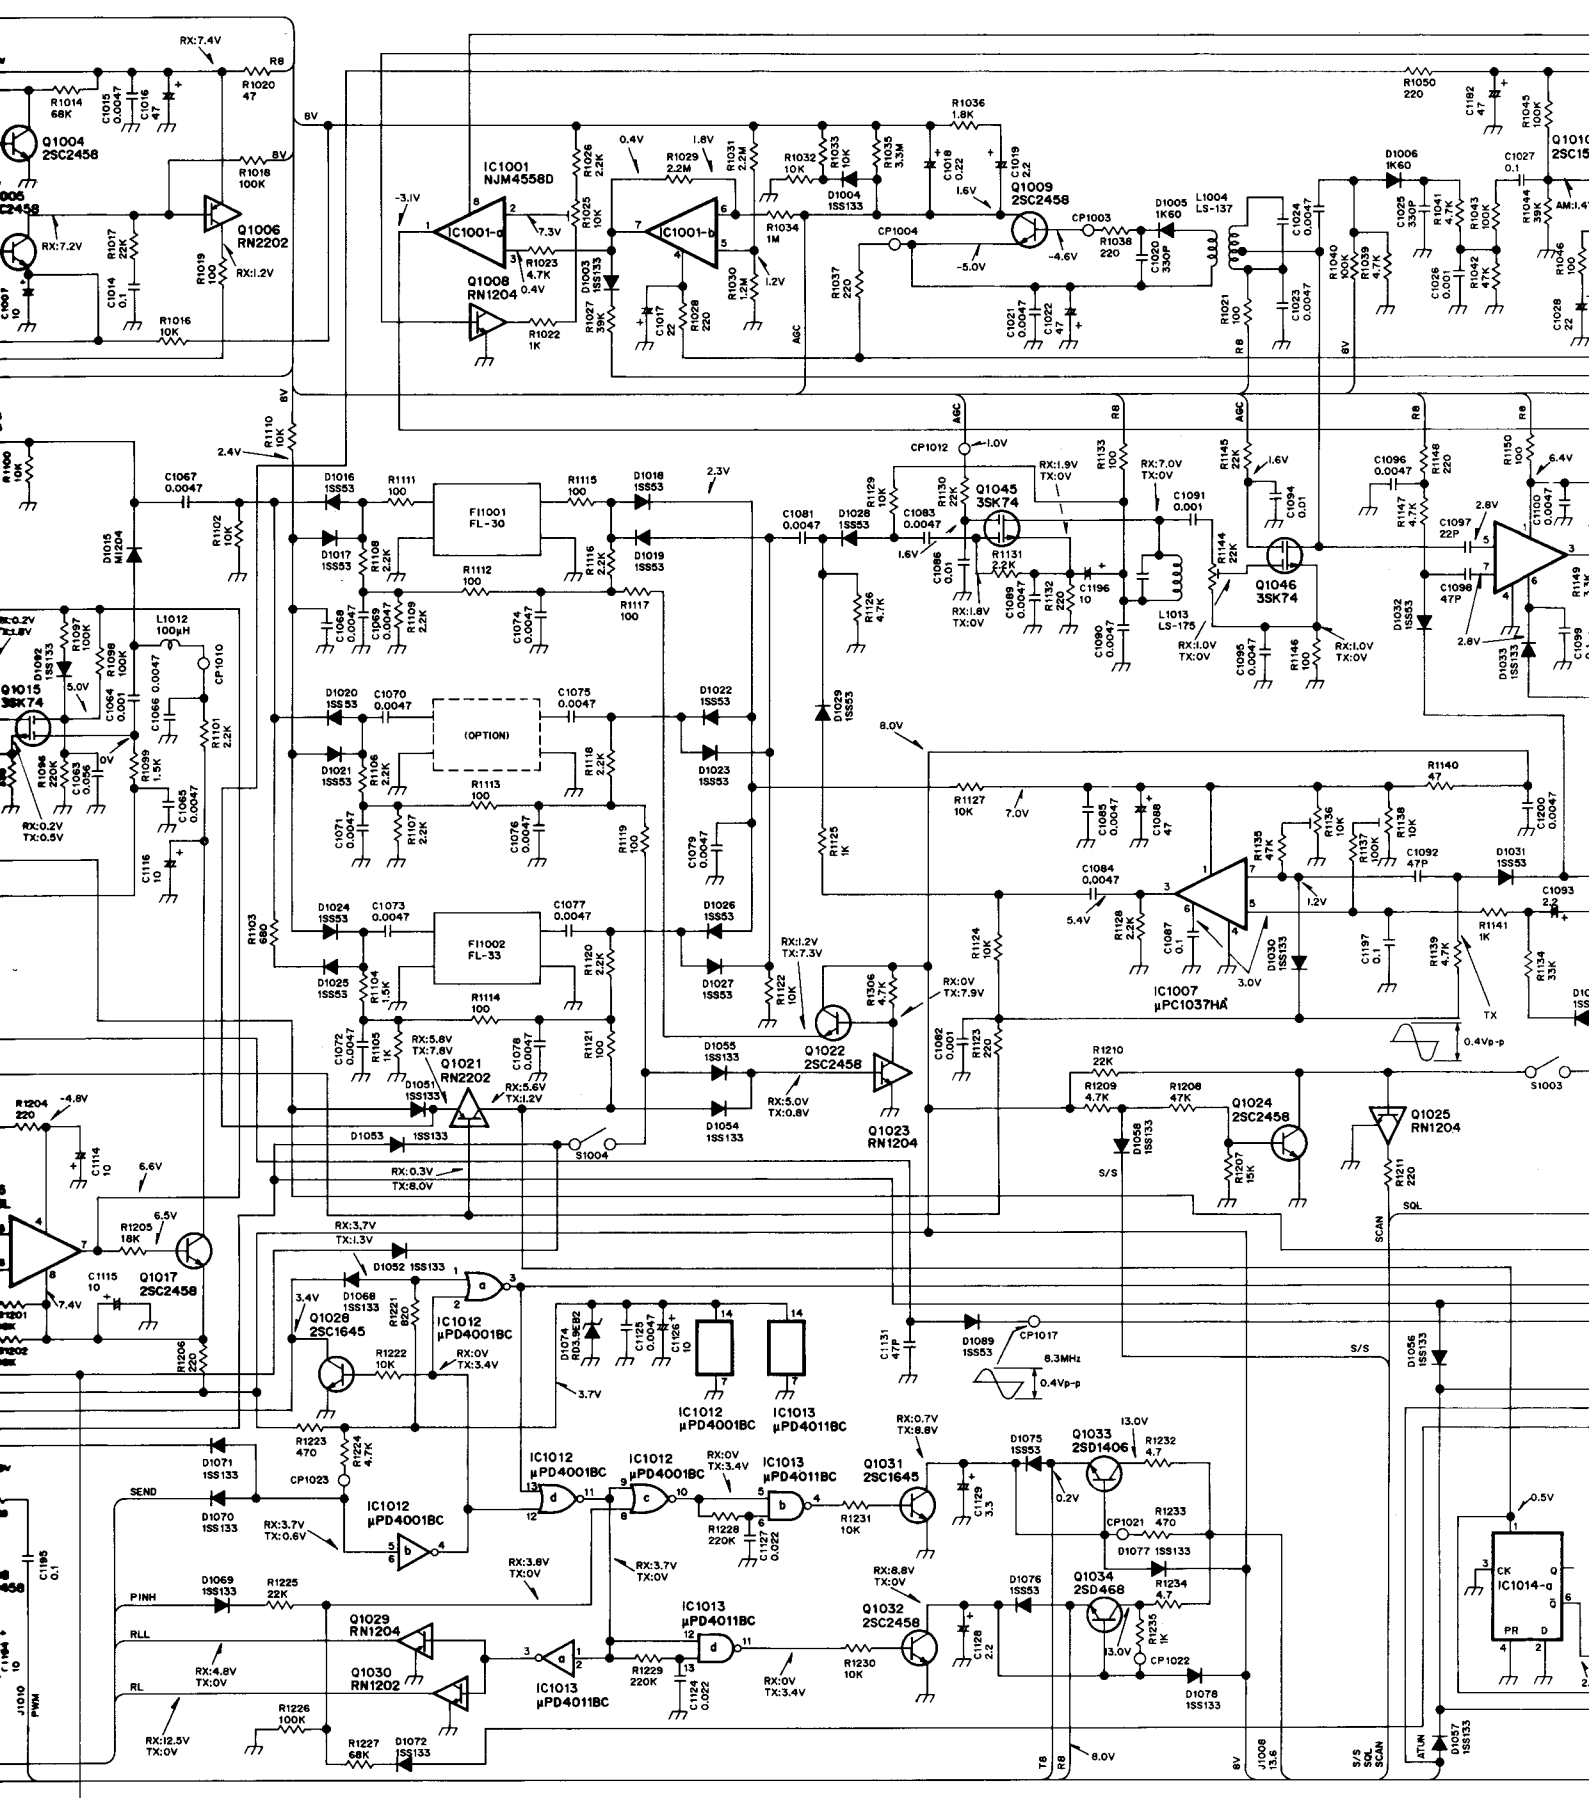 RX:7.4V
R8
R1020
47
R1014
68K
C1015
0.0047
C1016
47
Q1004
2SC2458
R1018
100K
8V
Q1006
RN2202
RX:7.2V
R1017
22K
C1014
0.1
R1019
100
RX:1.2V
C1007
10
R1016
10K
8V
8V
IC1001
NJM4558D
-3.1V
IC1001-a
7.3V
R1026
2.2K
R1025
10K
R1023
4.7K
0.4V
Q1008
RN1204
R1022
1K
D1003
1SS133
R1027
39K
0.4V
1.8V
R1029
2.2M
R1031
2.2M
IC1001-b
R1030
1.2M
1.2V
C1017
22
R1028
220
R1034
1M
R1032
10K
R1033
10K
D1004
1SS133
R1035
3.3M
R1036
1.8K
C1018
0.22
C1019
2.2
1.6V
Q1009
2SC2458
CP1004
R1037
220
AGC
-5.0V
-4.6V
CP1003
R1038
220
D1005
1K60
C1020
330P
C1021
0.0047
C1022
47
L1004
LS-137
C1024
0.0047
C1023
0.0047
R1021
100
R8
R1040
100K
R1039
4.7K
8V
D1006
1K60
C1025
330P
R1041
4.7K
C1026
0.001
R1043
100K
R1042
47K
R1050
220
C1182
47
R1045
100K
C1027
0.1
R1044
39K
R1046
100
C1028
22
R1100
10K
R1110
10K
2.4V
C1067
0.0047
R1102
10K
D1015
MI204
D1016
1SS53
D1017
1SS53
R1111
100
FI1001
FL-30
R1115
100
D1018
1SS53
D1019
1SS53
2.3V
R1108
2.2K
R1112
100
R1116
2.2K
R1117
100
C1068
0.0047
C1069
0.0047
R1109
2.2K
C1074
0.0047
L1012
100μH
CP1010
R1097
100K
D1092
1SS133
R1098
100K
C1064
0.001
C1066 0.0047
R1101
2.2K
5.0V
Q1015
3SK74
R1096
220K
C1063
0.056
0V
R1099
1.5K
C1065
0.0047
RX:0.2V
TX:0.5V
C1116
10
D1020
1SS53
C1070
0.0047
(OPTION)
C1075
0.0047
D1022
1SS53
D1021
1SS53
R1106
2.2K
R1118
2.2K
D1023
1SS53
R1113
100
C1071
0.0047
R1107
2.2K
C1076
0.0047
R1119
100
C1079
0.0047
D1024
1SS53
C1073
0.0047
FI1002
FL-33
C1077
0.0047
D1026
1SS53
R1103
680
D1025
1SS53
R1104
1.5K
R1120
2.2K
D1027
1SS53
R1114
100
C1072
0.0047
R1105
1K
C1078
0.0047
R1121
100
R1122
10K
CP1012
AGC
-1.0V
R8
AGC
C1081
0.0047
D1028
1SS53
R1129
10K
C1083
0.0047
R1130
22K
Q1045
3SK74
RX:1.9V
TX:0V
R1133
100
RX:7.0V
TX:0V
C1091
0.001
R1145
22K
1.6V
C1094
0.01
1.6V
C1086
0.01
R1131
2.2K
R1132
220
C1196
10
C1089
0.0047
RX:1.8V
TX:0V
C1090
0.0047
L1013
LS-175
R1144
22K
Q1046
3SK74
RX:1.0V
TX:0V
C1095
0.0047
R1146
100
RX:1.0V
TX:0V
R1126
4.7K
R8
C1096
0.0047
R1148
220
R1147
4.7K
R8
R1150
100
6.4V
C1097
22P
2.8V
C1100
0.0047
C1098
47P
2.8V
D1032
1SS53
D1033
1SS133
C1099
R1149
D1029
1SS53
R1125
1K
8.0V
R1127
10K
7.0V
C1085
0.0047
C1088
47
R1140
47
C1200
0.0047
R1135
47K
R1136
10K
R1137
100K
R1138
10K
C1092
47P
D1031
1SS53
C1093
2.2
C1084
0.0047
5.4V
R1128
2.2K
C1087
0.1
IC1007
μPC1037HA
3.0V
D1030
1SS133
1.2V
C1197
0.1
R1139
4.7K
R1141
1K
R1134
33K
TX
0.4Vp-p
R1124
10K
RX:1.2V
TX:7.3V
R1306
4.7K
RX:0V
TX:7.9V
Q1022
2SC2458
C1082
0.001
R1123
220
D1055
1SS133
RX:5.0V
TX:0.8V
D1054
1SS133
Q1023
RN1204
RX:5.8V
TX:7.8V
Q1021
RN2202
D1051
1SS133
RX:5.6V
TX:1.2V
D1053
1SS133
S1004
RX:0.3V
TX:8.0V
R1210
22K
R1209
4.7K
R1208
47K
D1058
1SS133
S/S
Q1024
2SC2458
R1207
15K
Q1025
RN1204
R1211
220
S1003
SCAN
SQL
R1204
220
-4.8V
C1114
10
6.6V
R1205
18K
6.5V
7.4V
C1115
10
Q1017
2SC2458
R1206
220
RX:3.7V
TX:1.3V
D1052 1SS133
D1068
1SS133
3.4V
Q1028
2SC1645
R1221
820
IC1012
μPD4001BC
R1222
10K
RX:0V
TX:3.4V
D1074
RD3.9EB2
C1125
0.0047
C1126
10
3.7V
IC1012
μPD4001BC
IC1013
μPD4011BC
C1131
47P
D1089
1SS53
CP1017
8.3MHz
0.4Vp-p
S/S
D1056
1SS133
R1223
470
R1224
4.7K
CP1023
D1071
1SS133
SEND
D1070
1SS133
IC1012
μPD4001BC
RX:3.7V
TX:0.6V
IC1012
μPD4001BC
IC1012
μPD4001BC
RX:0V
TX:3.4V
R1228
220K
C1127
0.022
IC1013
μPD4011BC
R1231
10K
RX:0.7V
TX:8.8V
Q1031
2SC1645
C1129
3.3
D1075
1SS53
Q1033
2SD1406
13.0V
R1232
4.7
0.2V
CP1021
R1233
470
D1077 1SS133
RX:3.8V
TX:0V
RX:3.7V
TX:0V
C1195
0.1
D1069
1SS133
R1225
22K
PINH
RLL
RL
RX:4.8V
TX:0V
Q1029
RN1204
Q1030
RN1202
IC1013
μPD4011BC
IC1013
μPD4011BC
R1229
220K
C1124
0.022
RX:0V
TX:3.4V
R1230
10K
RX:8.8V
TX:0V
Q1032
2SC2458
C1128
2.2
D1076
1SS53
Q1034
2SD468
R1234
4.7
R1235
1K
13.0V
CP1022
D1078
1SS133
RX:12.5V
TX:0V
R1226
100K
R1227
68K
D1072
1SS133
J1010
PWM
T8
R8
8.0V
8V
J1008
13.6
S/S
SQL
SCAN
ATUN
D1057
1SS133
0.5V
CK
Q
IC1014-a
PR
D